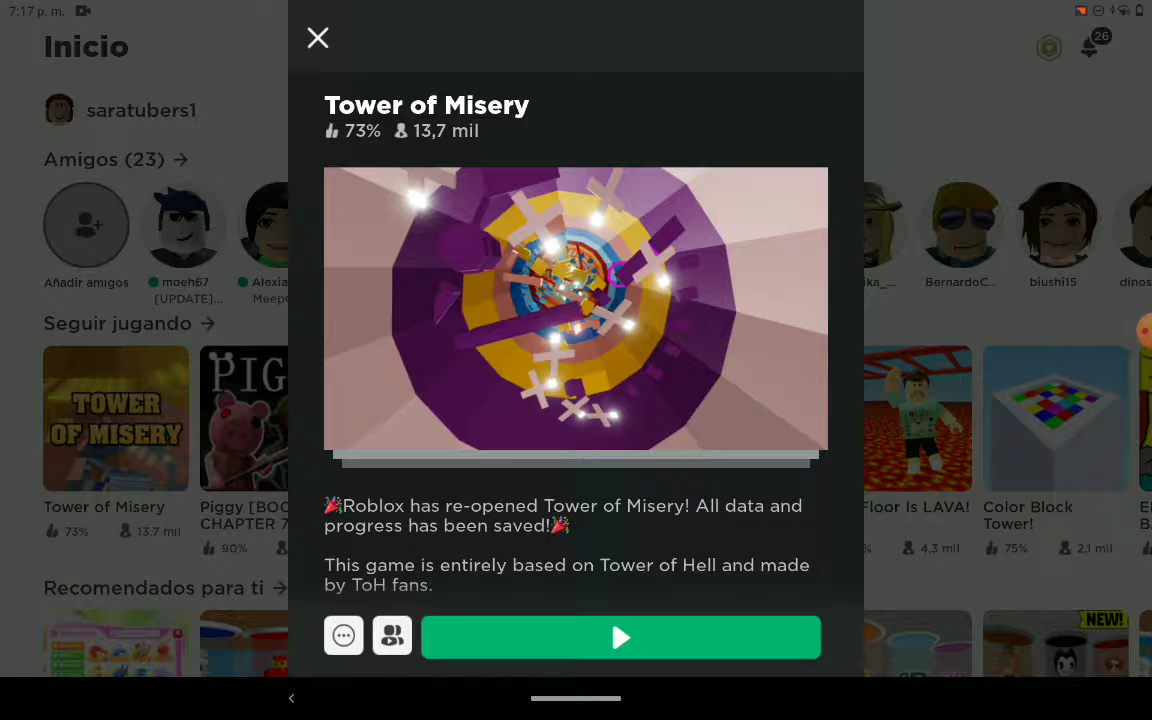 7:17 p. m.
Inicio
26
saratubers1
Amigos (23) →
Añadir amigos
moeh67
[UPDATE]...
Alexia
MeepC
ika_...
BernardoC...
biushi15
dinos
Seguir jugando →
TOWER
OF MISERY
PIG
Tower of Misery
73% 13.7 mil
Piggy [BOO
CHAPTER 7
90%
Floor Is LAVA!
% 4,3 mil
Color Block
Tower!
75% 2,1 mil
Recomendados para ti →
NEW!
Tower of Misery
73% 13,7 mil
🎉Roblox has re-opened Tower of Misery! All data and
progress has been saved!🎉
This game is entirely based on Tower of Hell and made
by ToH fans.